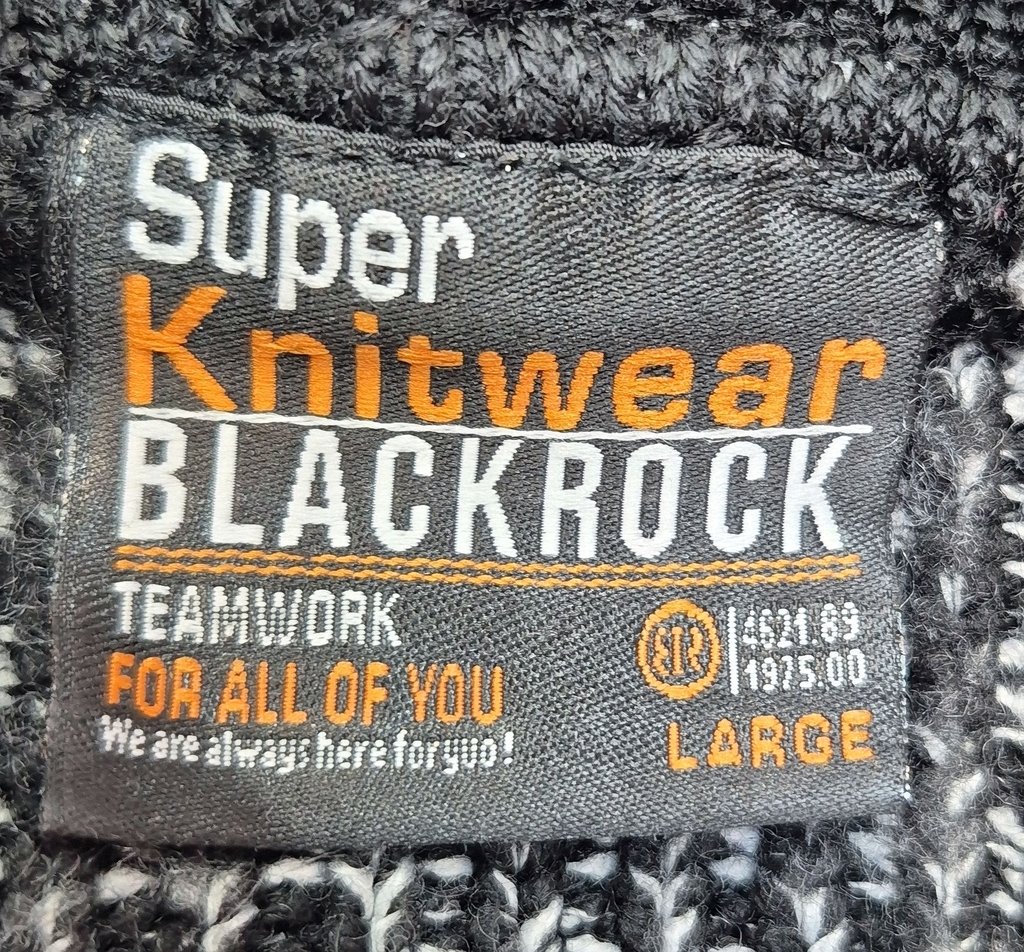 Super
Knitwear
BLACKROCK
TEAMWORK
FOR ALL OF YOU
We are always here for yuo!
4621.69
1975.00
LARGE